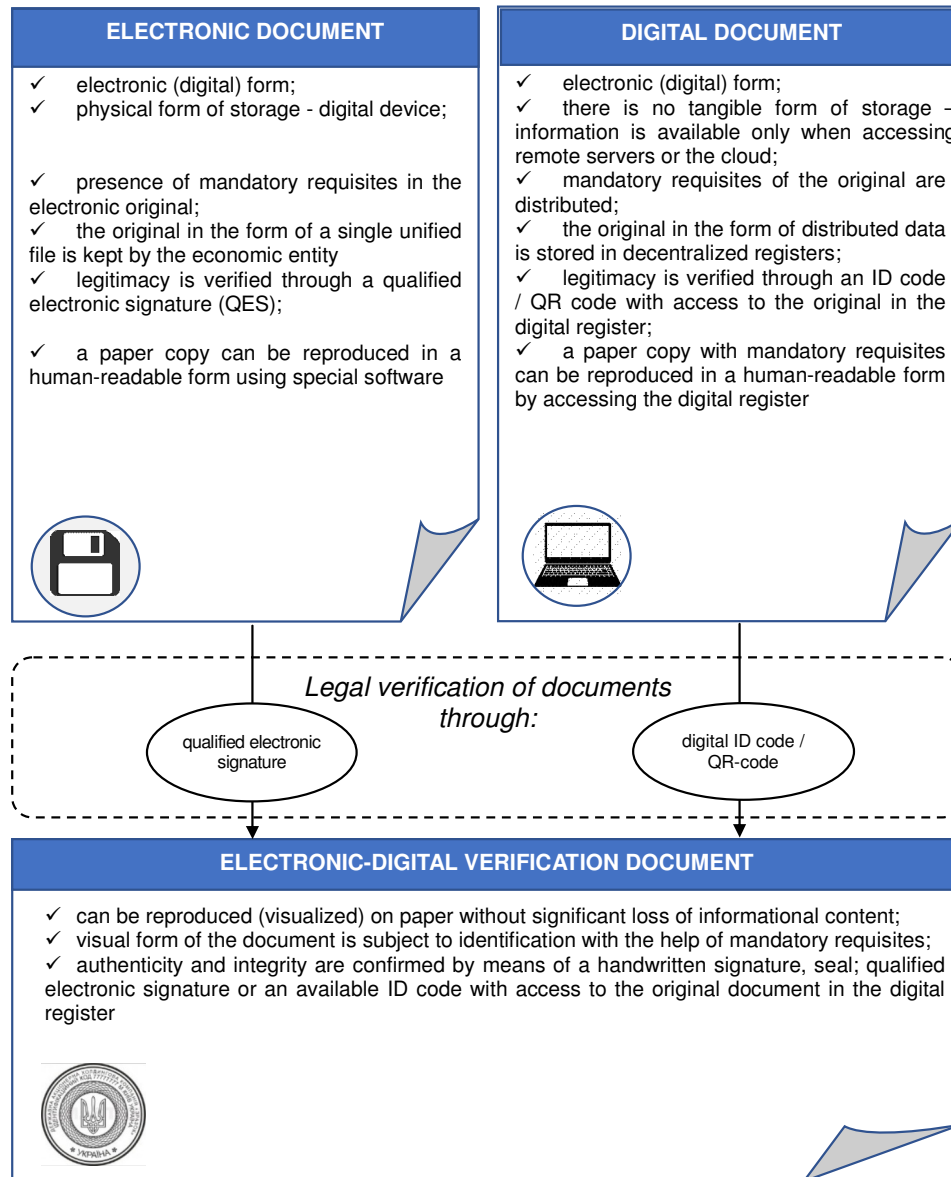 ELECTRONIC DOCUMENT
✓ electronic (digital) form;
✓ physical form of storage - digital device;
✓ presence of mandatory requisites in the
electronic original;
✓ the original in the form of a single unified
file is kept by the economic entity
✓ legitimacy is verified through a qualified
electronic signature (QES);
✓ a paper copy can be reproduced in a
human-readable form using special software
DIGITAL DOCUMENT
✓ electronic (digital) form;
✓ there is no tangible form of storage –
information is available only when accessing
remote servers or the cloud;
✓ mandatory requisites of the original are
distributed;
✓ the original in the form of distributed data
is stored in decentralized registers;
✓ legitimacy is verified through an ID code
/ QR code with access to the original in the
digital register;
✓ a paper copy with mandatory requisites
can be reproduced in a human-readable form
by accessing the digital register
Legal verification of documents
through:
qualified electronic
signature
digital ID code /
QR-code
ELECTRONIC-DIGITAL VERIFICATION DOCUMENT
✓ can be reproduced (visualized) on paper without significant loss of informational content;
✓ visual form of the document is subject to identification with the help of mandatory requisites;
✓ authenticity and integrity are confirmed by means of a handwritten signature, seal; qualified
electronic signature or an available ID code with access to the original document in the digital
register
УКРАЇНА